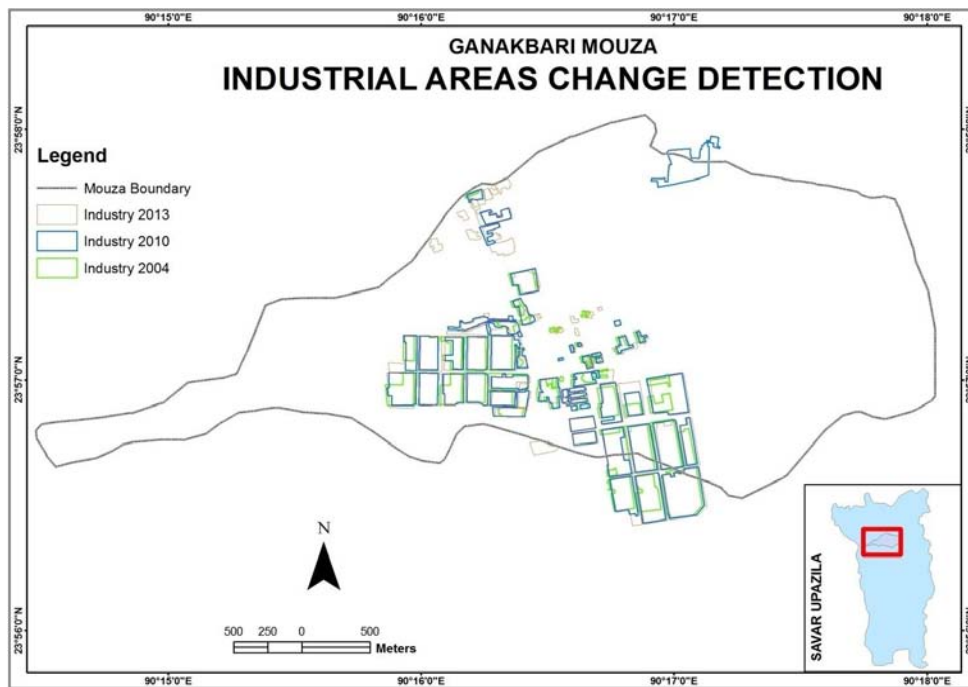 90°15'0"E 90°16'0"E 90°17'0"E 90°18'0"E
GANAKBARI MOUZA
INDUSTRIAL AREAS CHANGE DETECTION
23°58'0"N
Legend
Mouza Boundary
Industry 2013
Industry 2010
Industry 2004
23°57'0"N
N
500 250 0 500
Meters
23°56'0"N
SAVAR UPAZILA
90°15'0"E 90°16'0"E 90°17'0"E 90°18'0"E